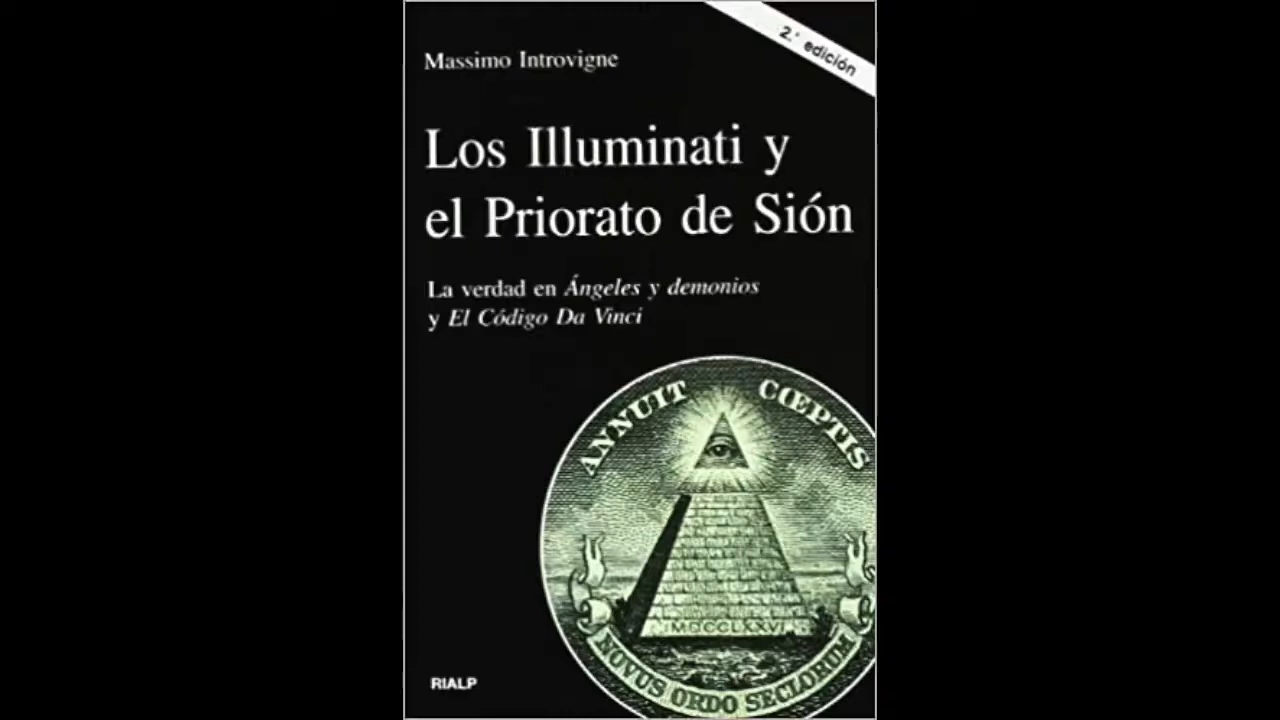 2.ª edición
Massimo Introvigne
Los Illuminati y
el Priorato de Sión
La verdad en Ángeles y demonios
y El Código Da Vinci
ANNUIT CŒPTIS
MDCCLXXVI
NOVUS ORDO SECLORUM
RIALP